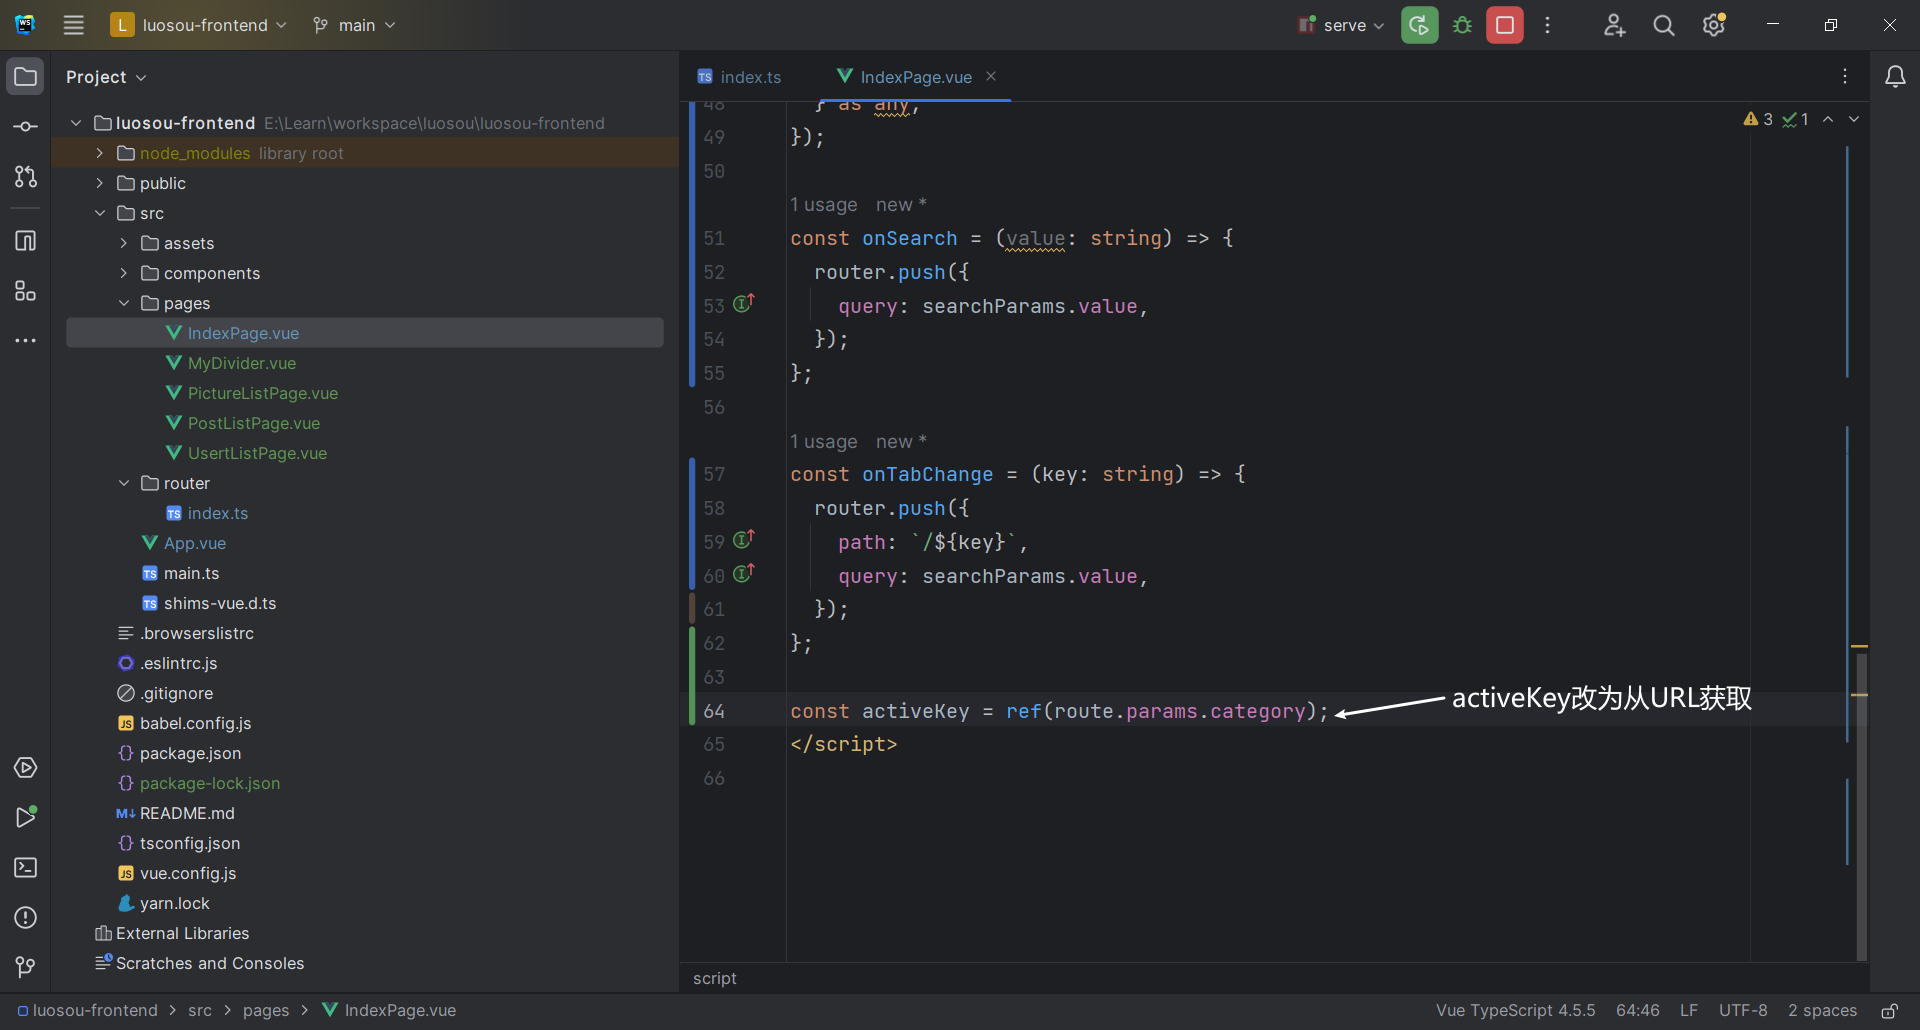 luosou-frontend
main
serve
Project
index.ts
IndexPage.vue
luosou-frontend E:\Learn\workspace\luosou\luosou-frontend
node_modules library root
public
src
assets
components
pages
IndexPage.vue
MyDivider.vue
PictureListPage.vue
PostListPage.vue
UsertListPage.vue
router
index.ts
App.vue
main.ts
shims-vue.d.ts
.browserslistrc
.eslintrc.js
.gitignore
babel.config.js
package.json
package-lock.json
README.md
tsconfig.json
vue.config.js
yarn.lock
External Libraries
Scratches and Consoles
3 1
48 } as any,
49 });
50
1 usage new *
51 const onSearch = (value: string) => {
52 router.push({
53 query: searchParams.value,
54 });
55 };
56
1 usage new *
57 const onTabChange = (key: string) => {
58 router.push({
59 path: `/${key}`,
60 query: searchParams.value,
61 });
62 };
63
64 const activeKey = ref(route.params.category);
activeKey改为从URL获取
65 </script>
66
script
luosou-frontend > src > pages > IndexPage.vue
Vue TypeScript 4.5.5 64:46 LF UTF-8 2 spaces